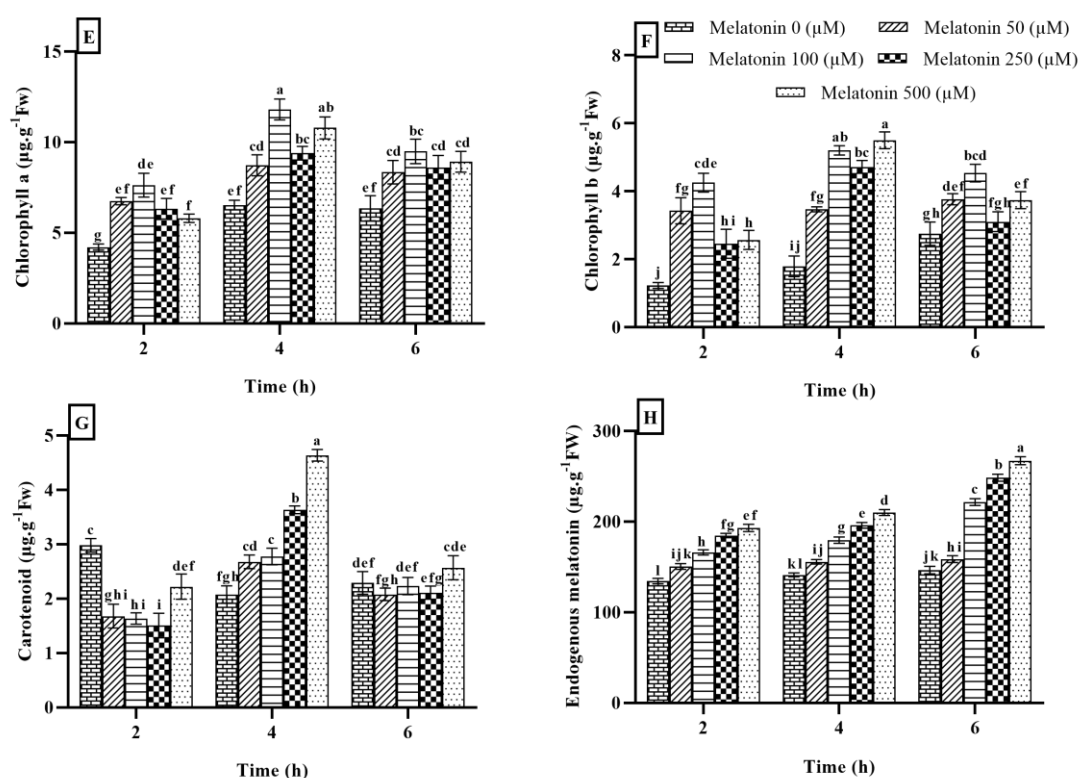 E
Chlorophyll a (µg.g-1Fw)
15
10
5
0
g
ef
de
ef
f
ef
cd
a
bc
ab
ef
cd
bc
cd
cd
2
4
6
Time (h)
F
Melatonin 0 (µM)
Melatonin 50 (µM)
Melatonin 100 (µM)
Melatonin 250 (µM)
Melatonin 500 (µM)
Chlorophyll b (µg.g-1Fw)
8
6
4
2
0
j
fg
cde
hi
h
ij
fg
ab
bc
a
gh
def
bcd
fgh
ef
2
4
6
Time (h)
G
Carotenoid (µg.g-1Fw)
5
4
3
2
1
0
c
ghi
hi
i
def
fgh
cd
c
b
a
def
fgh
def
efg
cde
2
4
6
Time (h)
H
Endogenous melatonin (µg.g-1FW)
300
200
100
0
l
ijk
h
fg
ef
kl
ij
g
e
d
jk
hi
c
b
a
2
4
6
Time (h)